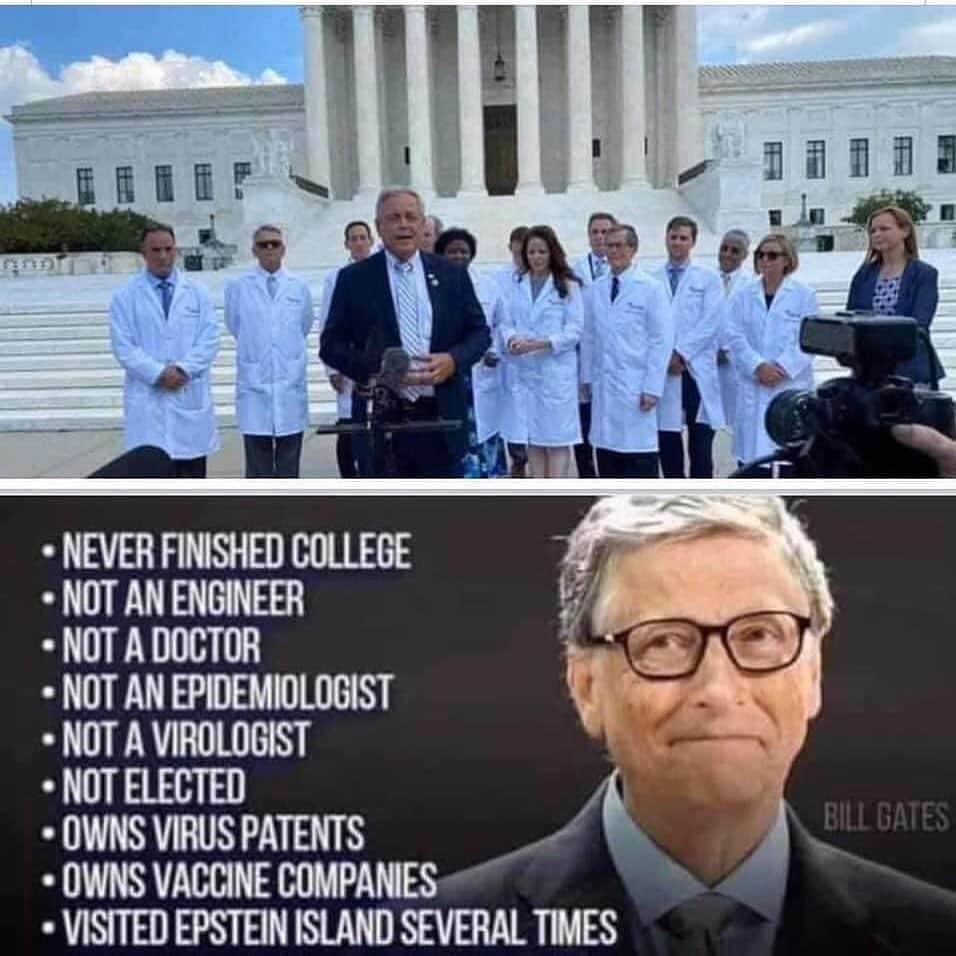 • NEVER FINISHED COLLEGE
• NOT AN ENGINEER
• NOT A DOCTOR
• NOT AN EPIDEMIOLOGIST
• NOT A VIROLOGIST
• NOT ELECTED
• OWNS VIRUS PATENTS
BILL GATES
• OWNS VACCINE COMPANIES
• VISITED EPSTEIN ISLAND SEVERAL TIMES